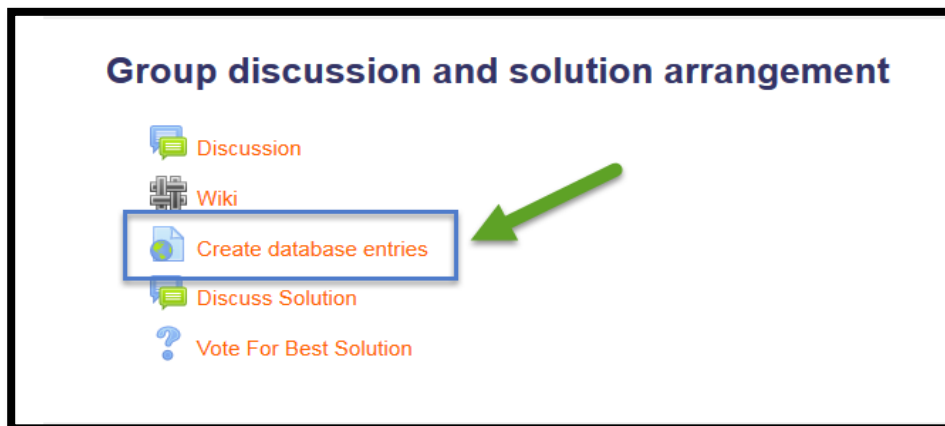 Group discussion and solution arrangement
Discussion
Wiki
Create database entries
Discuss Solution
Vote For Best Solution